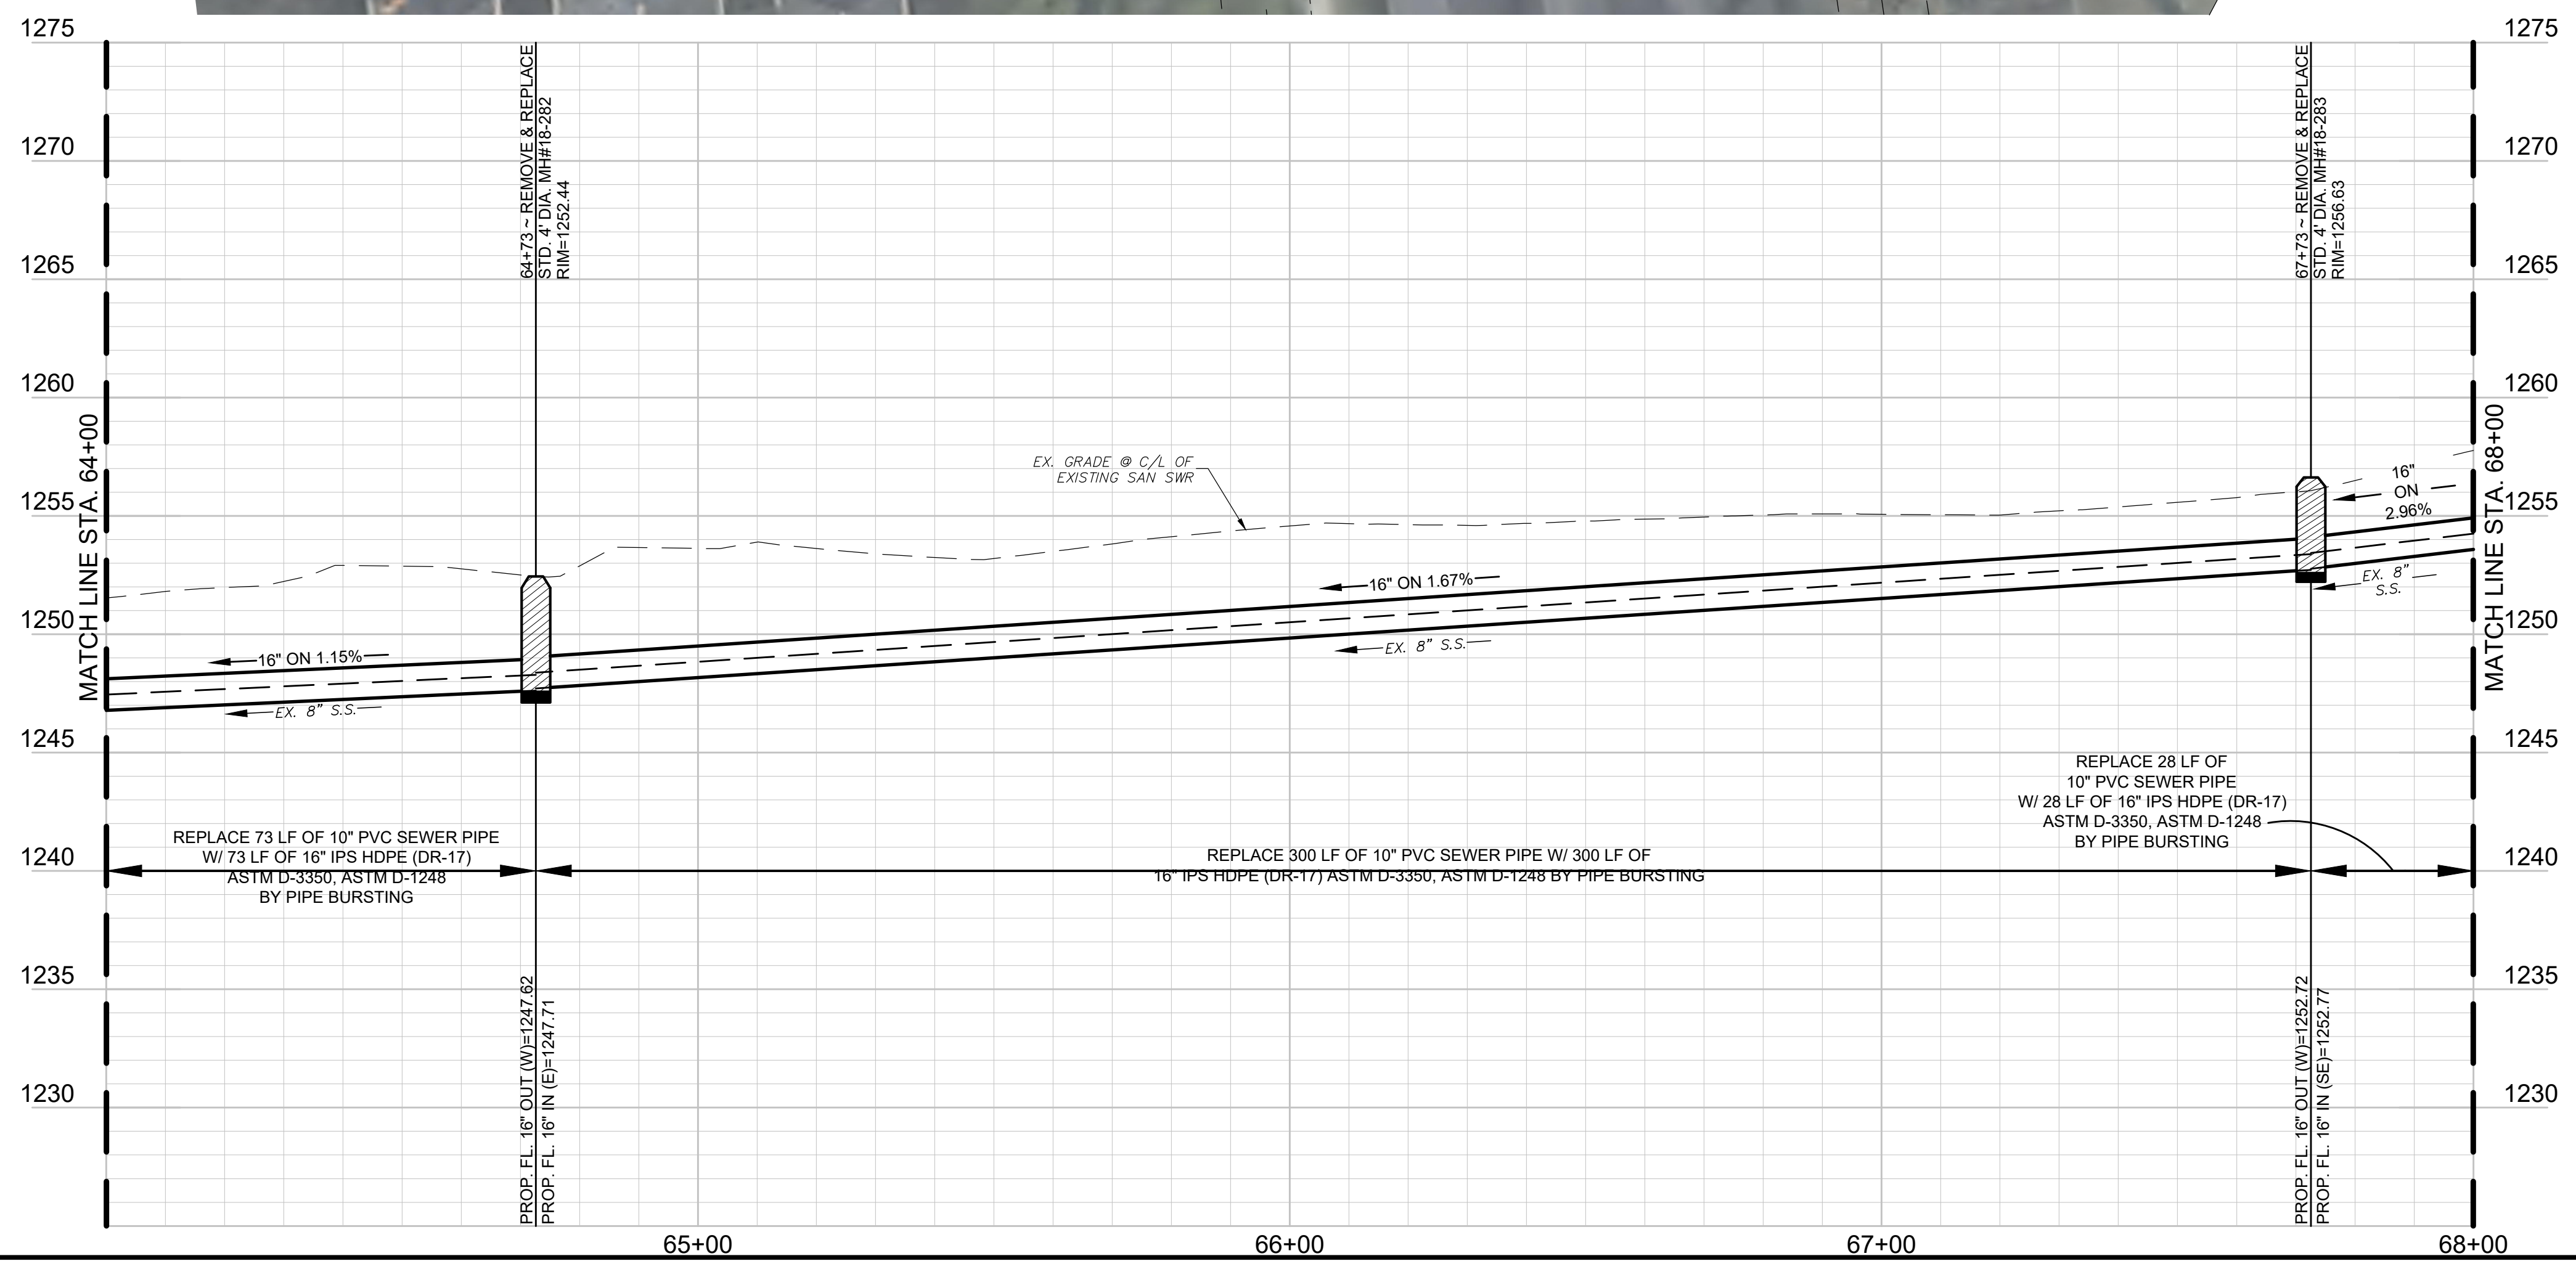 1275
1270
1265
1260
1255
1250
1245
1240
1235
1230
MATCH LINE STA. 64+00
64+73 ~ REMOVE & REPLACE
STD. 4' DIA. MH#18-282
RIM=1252.44
67+73 ~ REMOVE & REPLACE
STD. 4' DIA. MH#18-283
RIM=1256.63
EX. GRADE @ C/L OF
EXISTING SAN SWR
16" ON 1.15%
EX. 8" S.S.
16" ON 1.67%
EX. 8" S.S.
16"
ON
2.96%
EX. 8"
S.S.
REPLACE 73 LF OF 10" PVC SEWER PIPE
W/ 73 LF OF 16" IPS HDPE (DR-17)
ASTM D-3350, ASTM D-1248
BY PIPE BURSTING
REPLACE 300 LF OF 10" PVC SEWER PIPE W/ 300 LF OF
16" IPS HDPE (DR-17) ASTM D-3350, ASTM D-1248 BY PIPE BURSTING
REPLACE 28 LF OF
10" PVC SEWER PIPE
W/ 28 LF OF 16" IPS HDPE (DR-17)
ASTM D-3350, ASTM D-1248
BY PIPE BURSTING
PROP. FL. 16" OUT (W)=1247.62
PROP. FL. 16" IN (E)=1247.71
PROP. FL. 16" OUT (W)=1252.72
PROP. FL. 16" IN (SE)=1252.77
MATCH LINE STA. 68+00
1275
1270
1265
1260
1255
1250
1245
1240
1235
1230
65+00
66+00
67+00
68+00